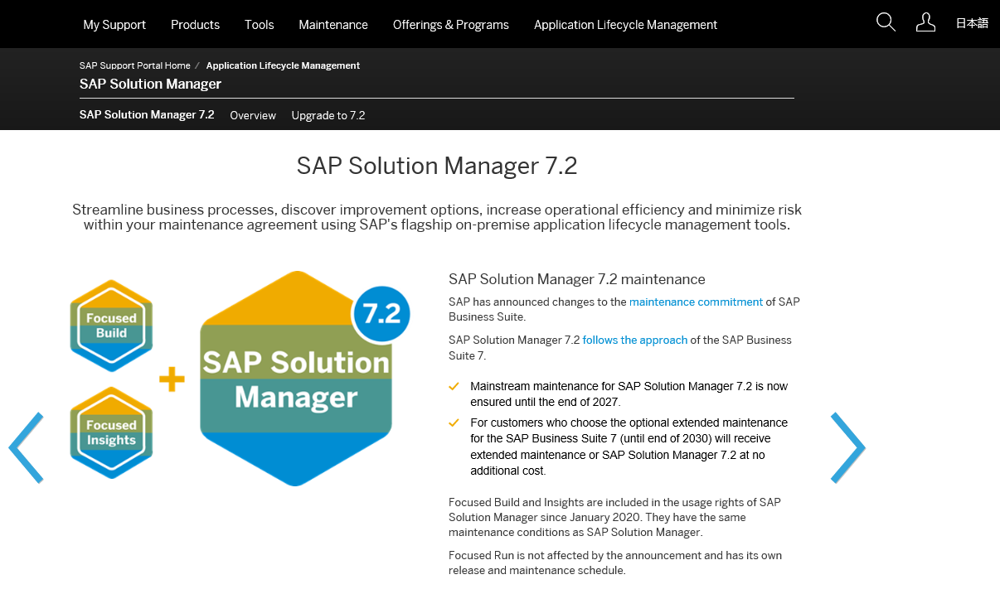 My Support Products Tools Maintenance Offerings & Programs Application Lifecycle Management 日本語
SAP Support Portal Home / Application Lifecycle Management
SAP Solution Manager
SAP Solution Manager 7.2 Overview Upgrade to 7.2
SAP Solution Manager 7.2
Streamline business processes, discover improvement options, increase operational efficiency and minimize risk
within your maintenance agreement using SAP's flagship on-premise application lifecycle management tools.
Focused
Build
+
Focused
Insights
SAP Solution
Manager
7.2
SAP Solution Manager 7.2 maintenance
SAP has announced changes to the maintenance commitment of SAP
Business Suite.
SAP Solution Manager 7.2 follows the approach of the SAP Business
Suite 7.
Mainstream maintenance for SAP Solution Manager 7.2 is now
ensured until the end of 2027.
For customers who choose the optional extended maintenance
for the SAP Business Suite 7 (until end of 2030) will receive
extended maintenance or SAP Solution Manager 7.2 at no
additional cost.
Focused Build and Insights are included in the usage rights of SAP
Solution Manager since January 2020. They have the same
maintenance conditions as SAP Solution Manager.
Focused Run is not affected by the announcement and has its own
release and maintenance schedule.